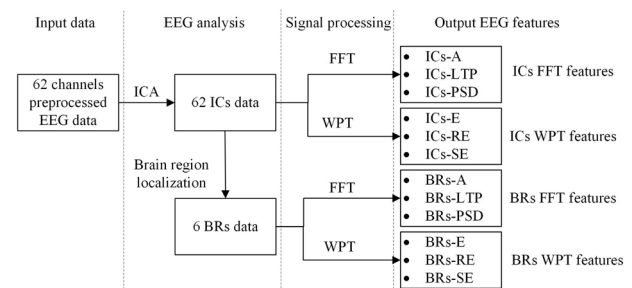 Input data
EEG analysis
Signal processing
Output EEG features
62 channels
preprocessed
EEG data
ICA
62 ICs data
FFT
WPT
• ICs-A
• ICs-LTP
• ICs-PSD
ICs FFT features
• ICs-E
• ICs-RE
• ICs-SE
ICs WPT features
Brain region
localization
6 BRs data
FFT
WPT
• BRs-A
• BRs-LTP
• BRs-PSD
BRs FFT features
• BRs-E
• BRs-RE
• BRs-SE
BRs WPT features